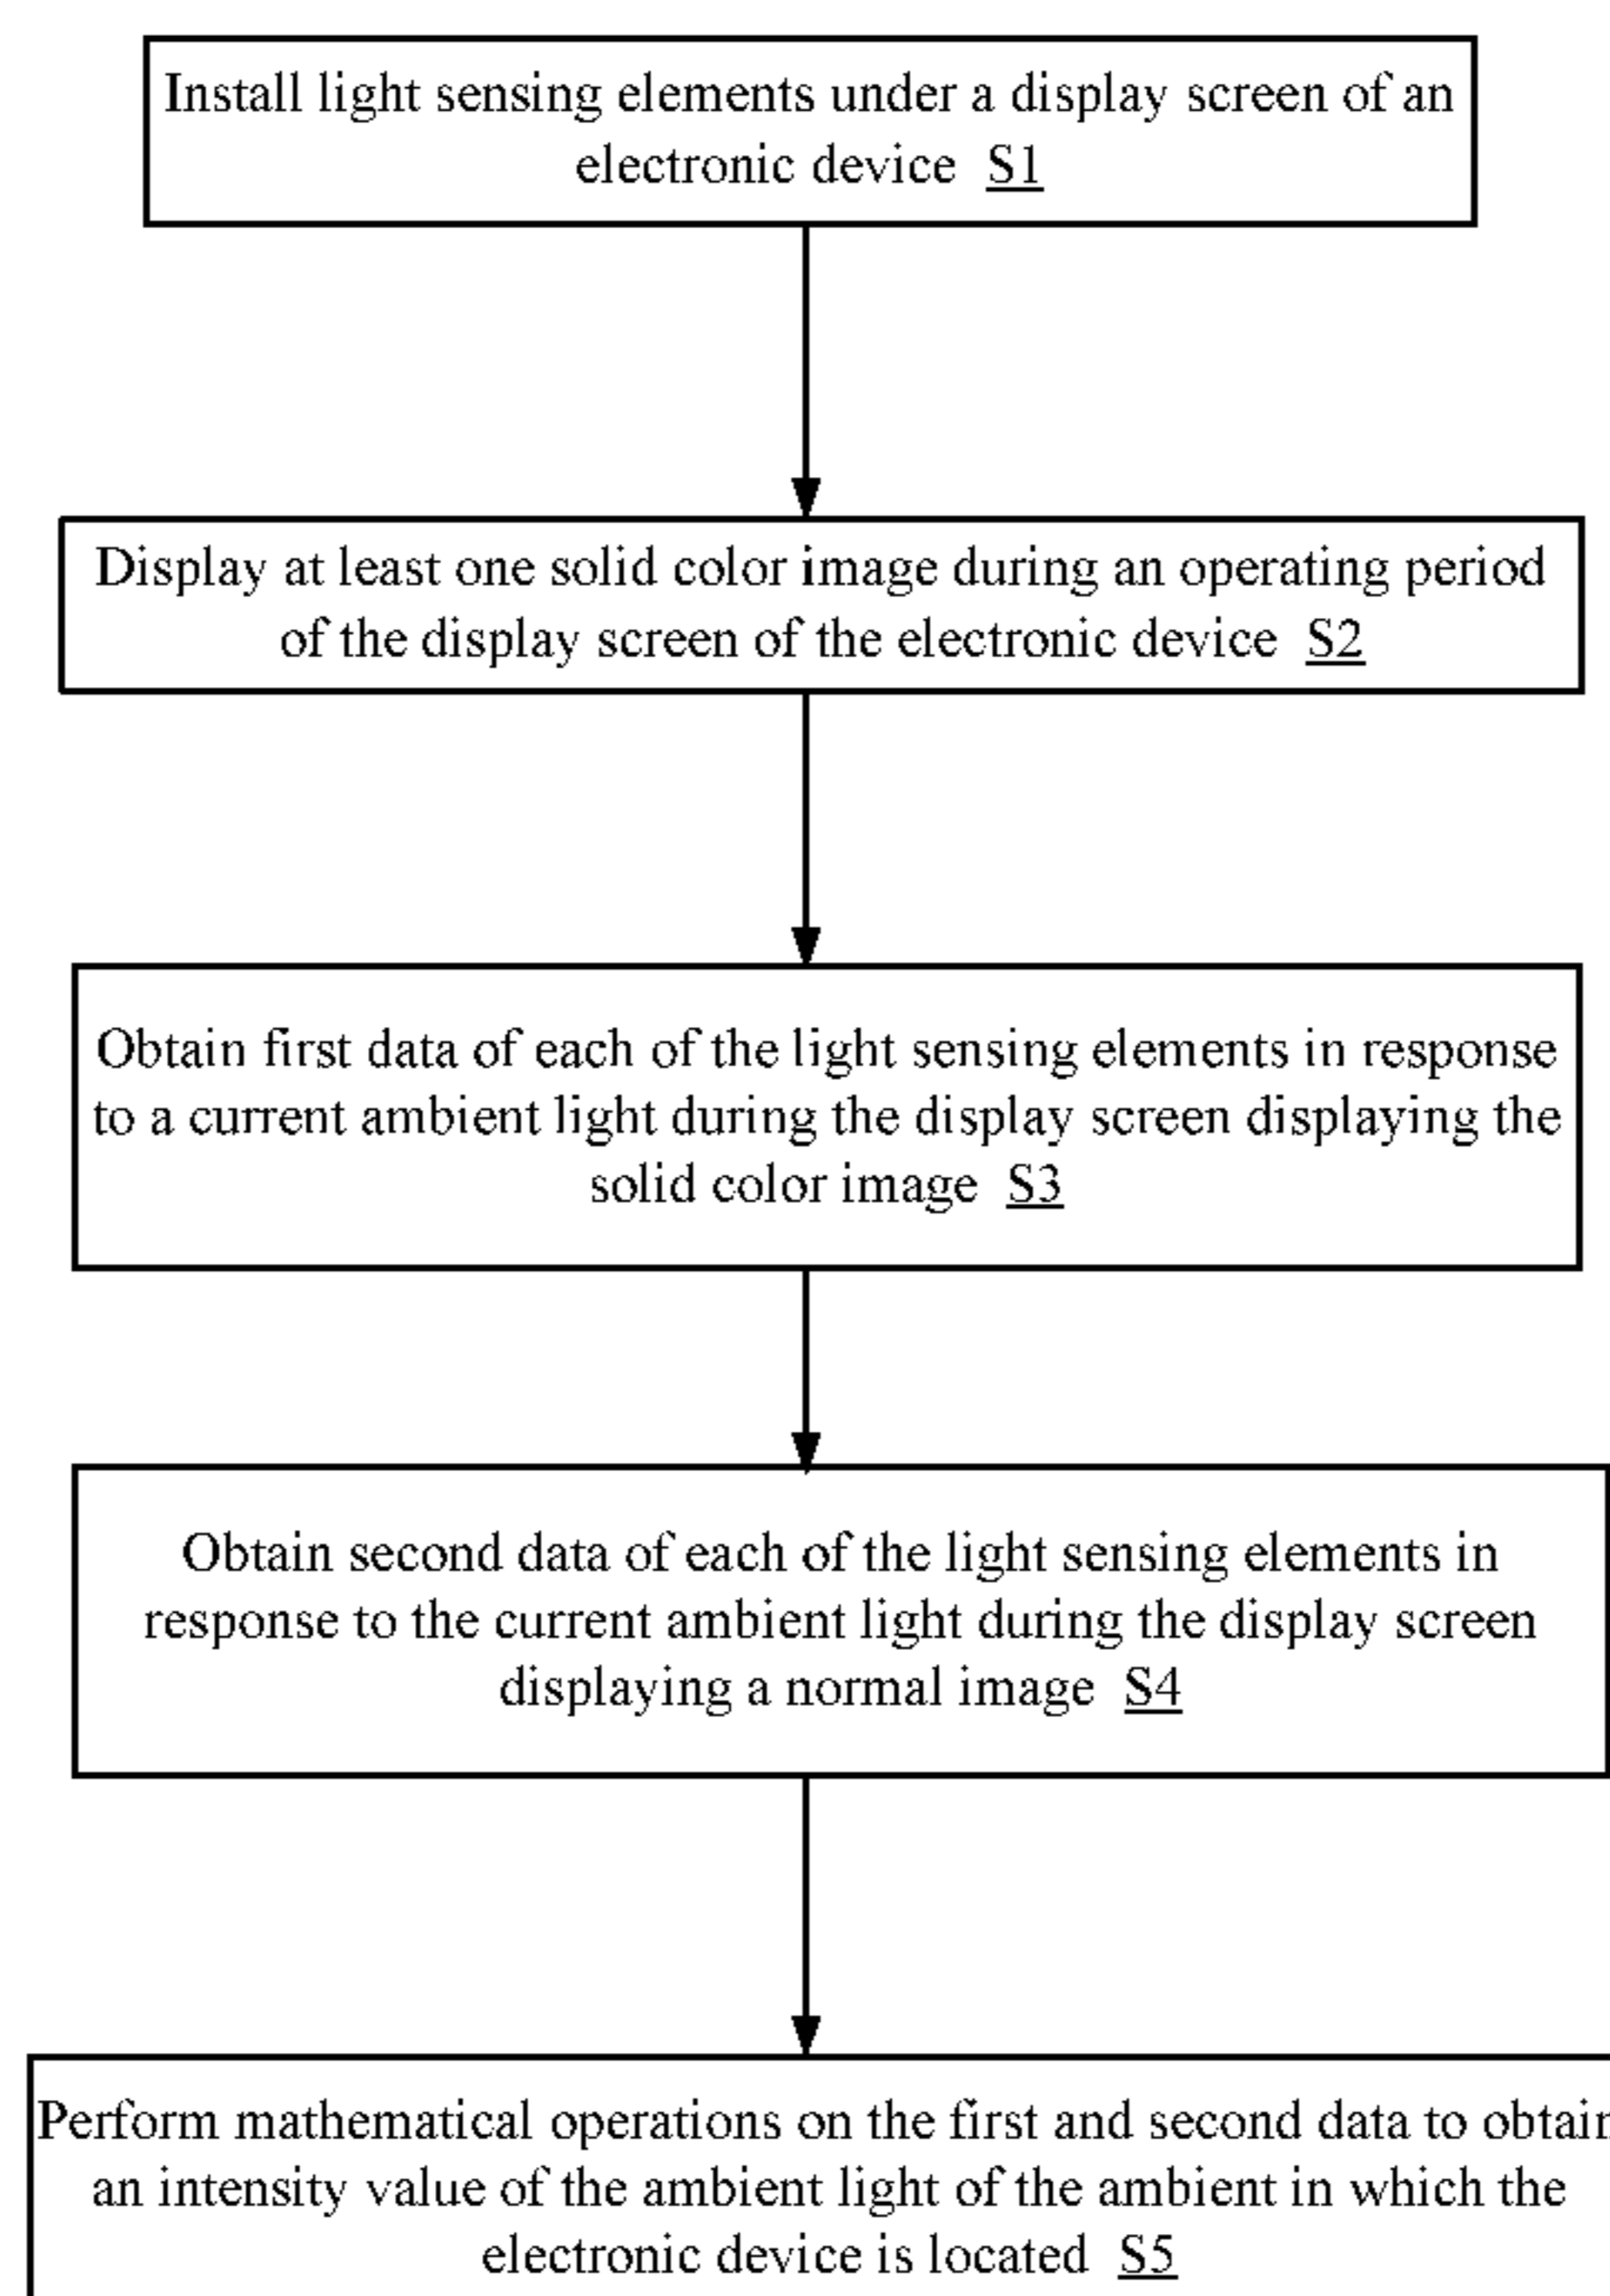 Install light sensing elements under a display screen of an
electronic device S1
Display at least one solid color image during an operating period
of the display screen of the electronic device S2
Obtain first data of each of the light sensing elements in response
to a current ambient light during the display screen displaying the
solid color image S3
Obtain second data of each of the light sensing elements in
response to the current ambient light during the display screen
displaying a normal image S4
Perform mathematical operations on the first and second data to obtain
an intensity value of the ambient light of the ambient in which the
electronic device is located S5